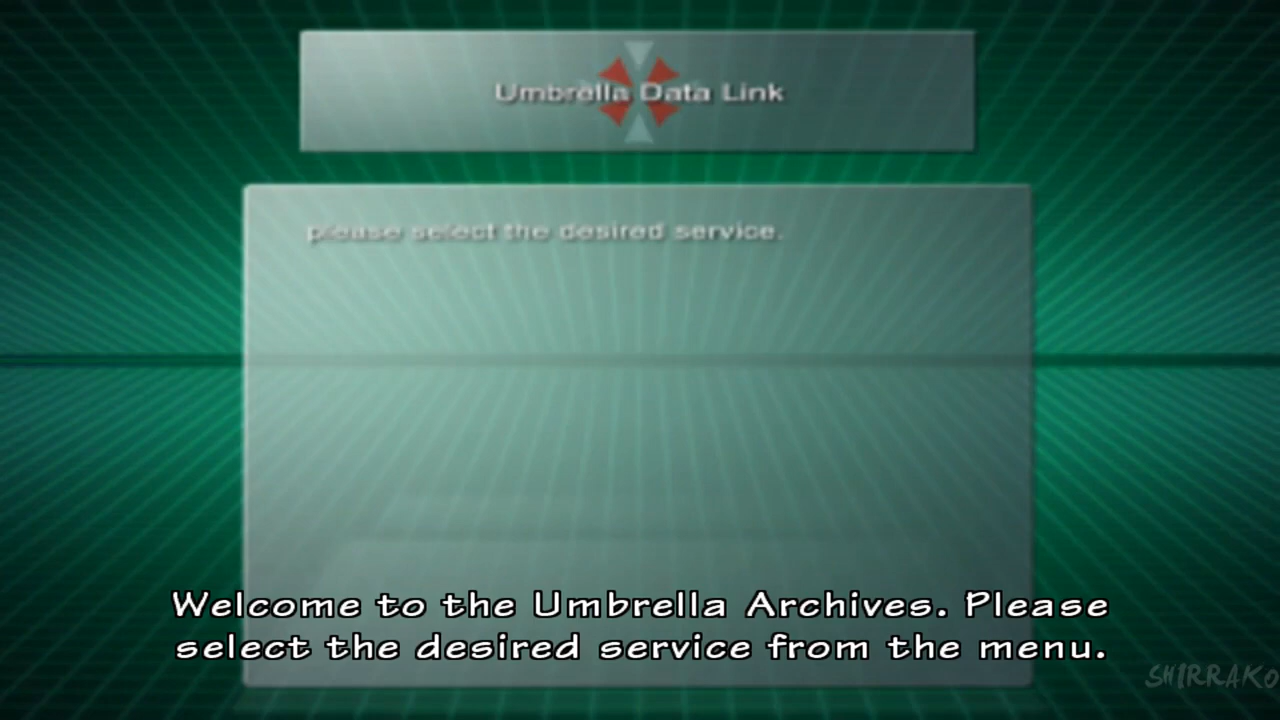 Umbrella Data Link
please select the desired service.
Welcome to the Umbrella Archives. Please
select the desired service from the menu.
SHIRRAKO